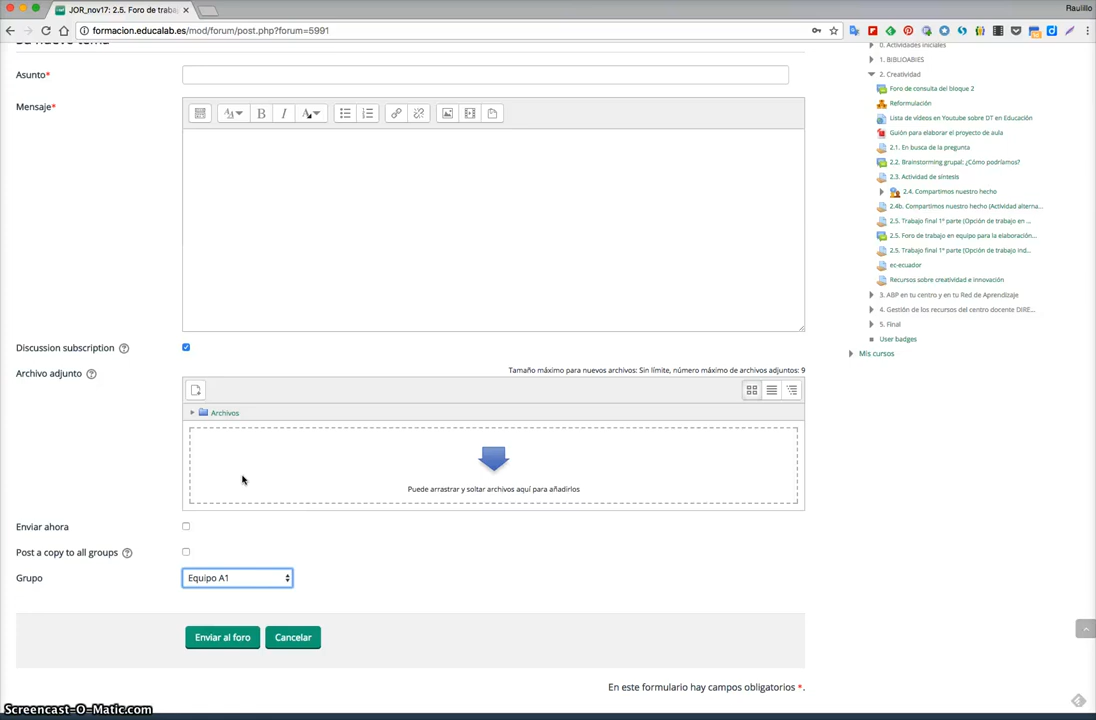 JOR_nov17: 2.5. Foro de traba
Raulillo
formacion.educalab.es/mod/forum/post.php?forum=5991
Su nuevo tema
Asunto*
Mensaje*
Discussion subscription
Archivo adjunto
Tamaño máximo para nuevos archivos: Sin límite, número máximo de archivos adjuntos: 9
Archivos
Puede arrastrar y soltar archivos aquí para añadirlos
Enviar ahora
Post a copy to all groups
Grupo
Equipo A1
Enviar al foro
Cancelar
En este formulario hay campos obligatorios *.
0. Actividades iniciales
1. BIBLIOABIES
2. Creatividad
Foro de consulta del bloque 2
Reformulación
Lista de vídeos en Youtube sobre DT en Educación
Guión para elaborar el proyecto de aula
2.1. En busca de la pregunta
2.2. Brainstorming grupal: ¿Cómo podríamos?
2.3. Actividad de síntesis
2.4. Compartimos nuestro hecho
2.4b. Compartimos nuestro hecho (Actividad alterna...
2.5. Trabajo final 1ª parte (Opción de trabajo en ...
2.5. Foro de trabajo en equipo para la elaboración...
2.5. Trabajo final 1ª parte (Opción de trabajo ind...
ec-ecuador
Recursos sobre creatividad e innovación
3. ABP en tu centro y en tu Red de Aprendizaje
4. Gestión de los recursos del centro docente DIRE...
5. Final
User badges
Mis cursos
Screencast-O-Matic.com